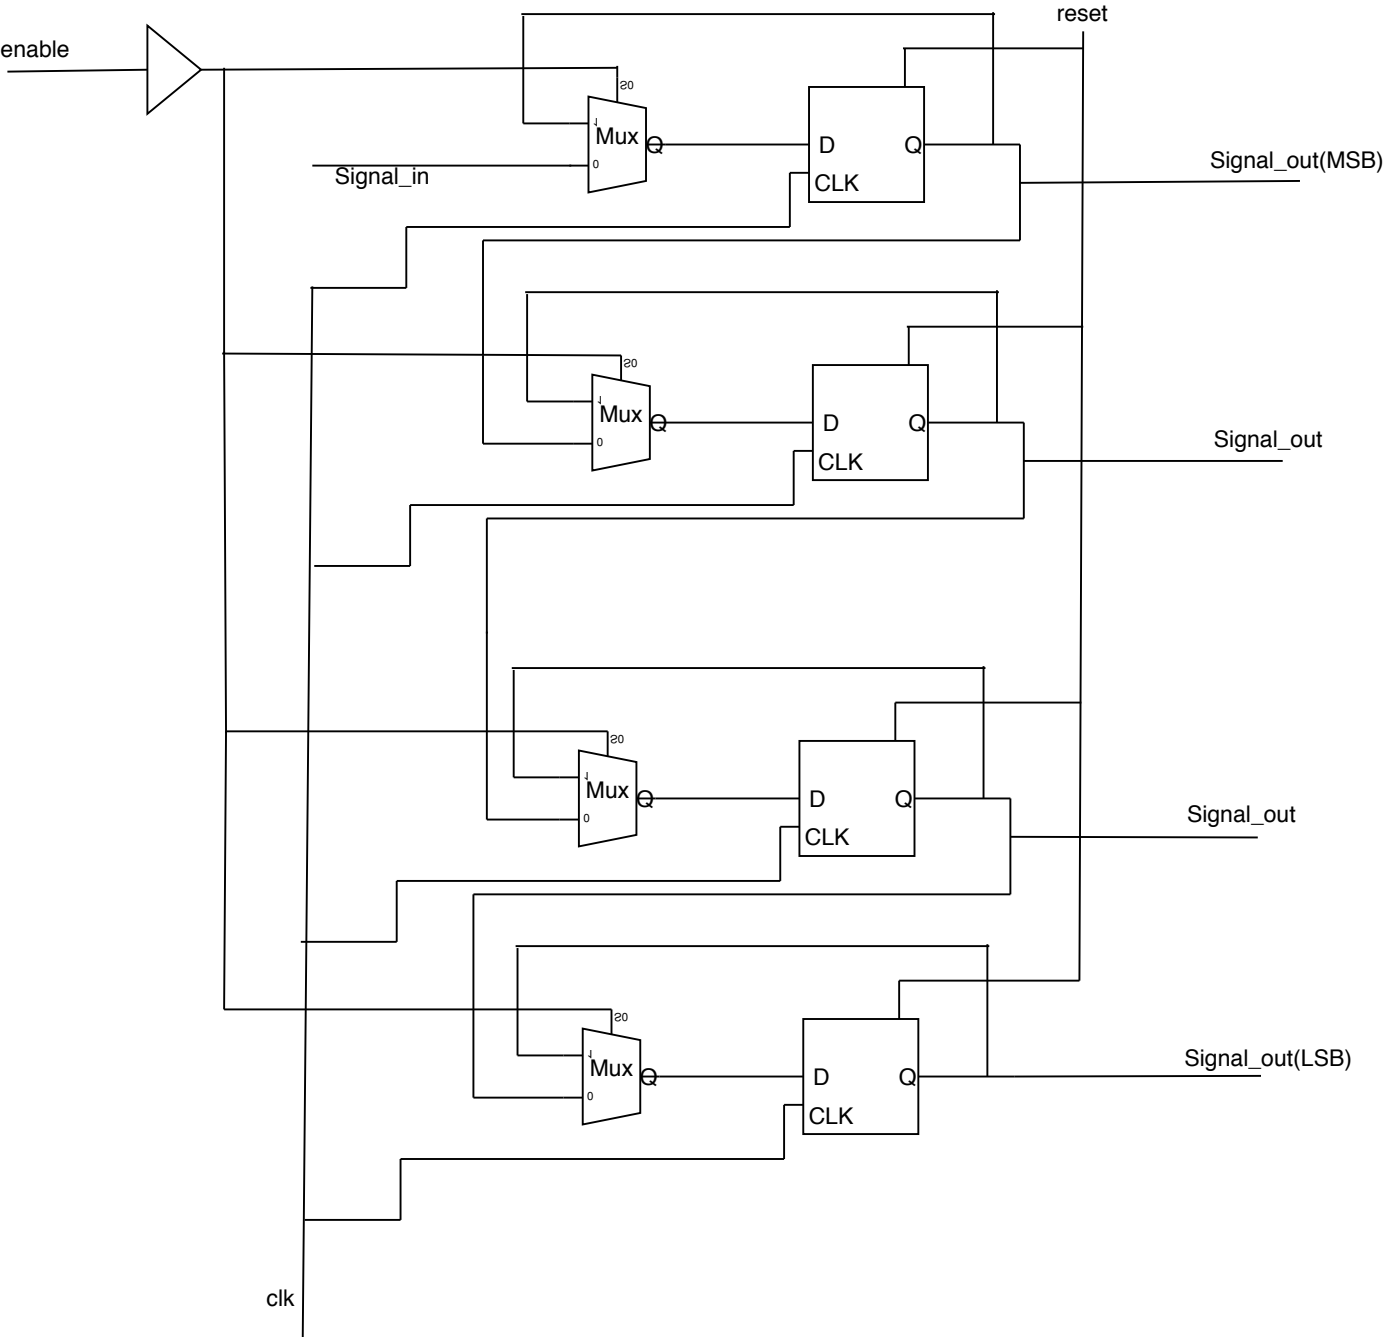 reset
enable
S0
1
Mux
Q
D
Q
Signal_out(MSB)
0
Signal_in
CLK
S0
1
Mux
Q
D
Q
Signal_out
0
CLK
S0
1
Mux
Q
D
Q
Signal_out
0
CLK
S0
1
Mux
Q
D
Q
Signal_out(LSB)
0
CLK
clk